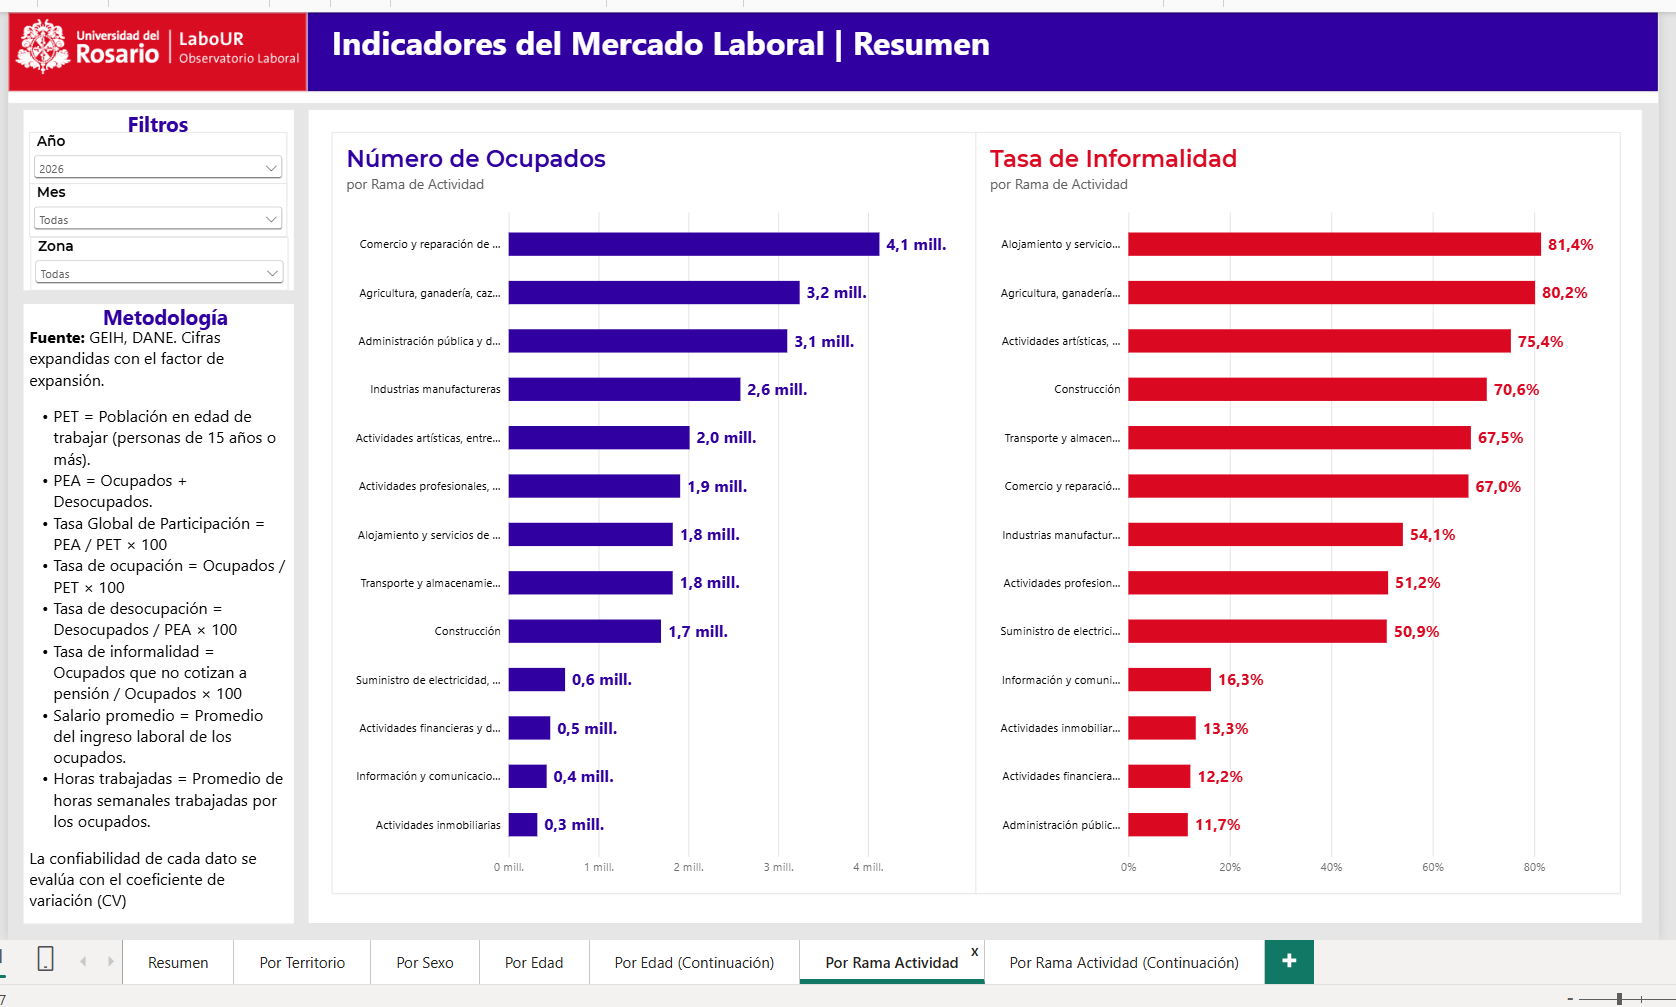 Universidad del
Rosario
LaboUR
Observatorio Laboral
Indicadores del Mercado Laboral | Resumen
Filtros
Año
2026
Mes
Todas
Zona
Todas
Metodología
Fuente: GEIH, DANE. Cifras
expandidas con el factor de
expansión.
• PET = Población en edad de
trabajar (personas de 15 años o
más).
• PEA = Ocupados +
Desocupados.
• Tasa Global de Participación =
PEA / PET × 100
• Tasa de ocupación = Ocupados /
PET × 100
• Tasa de desocupación =
Desocupados / PEA × 100
• Tasa de informalidad =
Ocupados que no cotizan a
pensión / Ocupados × 100
• Salario promedio = Promedio
del ingreso laboral de los
ocupados.
• Horas trabajadas = Promedio de
horas semanales trabajadas por
los ocupados.
La confiabilidad de cada dato se
evalúa con el coeficiente de
variación (CV)
Número de Ocupados
por Rama de Actividad
Comercio y reparación de ... 4,1 mill.
Agricultura, ganadería, caz... 3,2 mill.
Administración pública y d... 3,1 mill.
Industrias manufactureras 2,6 mill.
Actividades artísticas, entre... 2,0 mill.
Actividades profesionales, ... 1,9 mill.
Alojamiento y servicios de ... 1,8 mill.
Transporte y almacenamie... 1,8 mill.
Construcción 1,7 mill.
Suministro de electricidad, ... 0,6 mill.
Actividades financieras y d... 0,5 mill.
Información y comunicacio... 0,4 mill.
Actividades inmobiliarias 0,3 mill.
0 mill. 1 mill. 2 mill. 3 mill. 4 mill.
Tasa de Informalidad
por Rama de Actividad
Alojamiento y servicio... 81,4%
Agricultura, ganadería... 80,2%
Actividades artísticas, ... 75,4%
Construcción 70,6%
Transporte y almacen... 67,5%
Comercio y reparació... 67,0%
Industrias manufactur... 54,1%
Actividades profesion... 51,2%
Suministro de electrici... 50,9%
Información y comuni... 16,3%
Actividades inmobiliar... 13,3%
Actividades financiera... 12,2%
Administración públic... 11,7%
0% 20% 40% 60% 80%
Resumen
Por Territorio
Por Sexo
Por Edad
Por Edad (Continuación)
Por Rama Actividad
x
Por Rama Actividad (Continuación)
+
7
- +